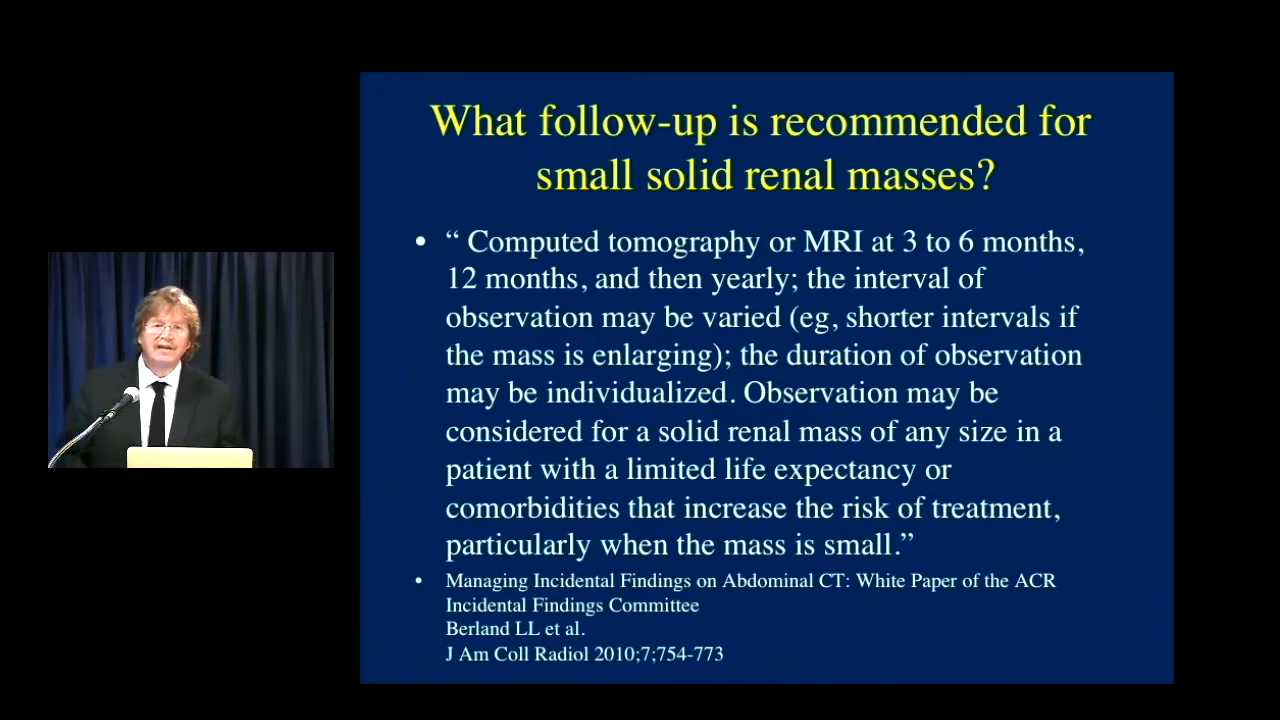 What follow-up is recommended for
small solid renal masses?
• “ Computed tomography or MRI at 3 to 6 months,
12 months, and then yearly; the interval of
observation may be varied (eg, shorter intervals if
the mass is enlarging); the duration of observation
may be individualized. Observation may be
considered for a solid renal mass of any size in a
patient with a limited life expectancy or
comorbidities that increase the risk of treatment,
particularly when the mass is small.”
• Managing Incidental Findings on Abdominal CT: White Paper of the ACR
Incidental Findings Committee
Berland LL et al.
J Am Coll Radiol 2010;7;754-773